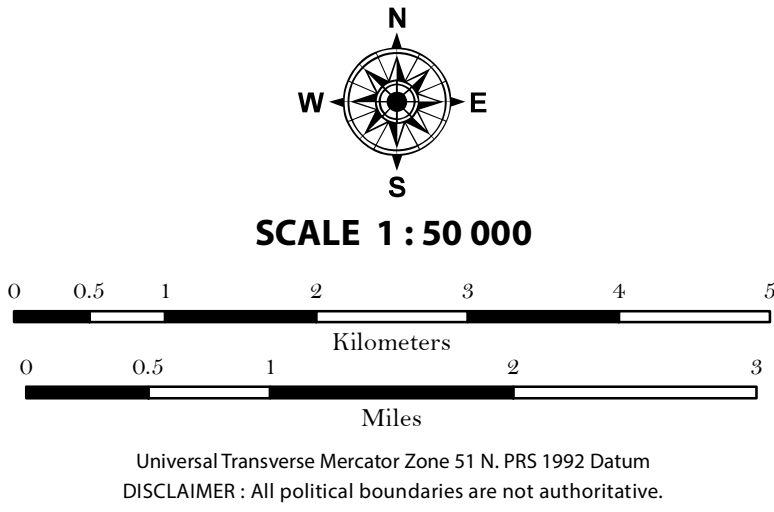 N
W E
S
SCALE 1 : 50 000
0 0.5 1 2 3 4 5
Kilometers
0 0.5 1 2 3
Miles
Universal Transverse Mercator Zone 51 N. PRS 1992 Datum
DISCLAIMER : All political boundaries are not authoritative.